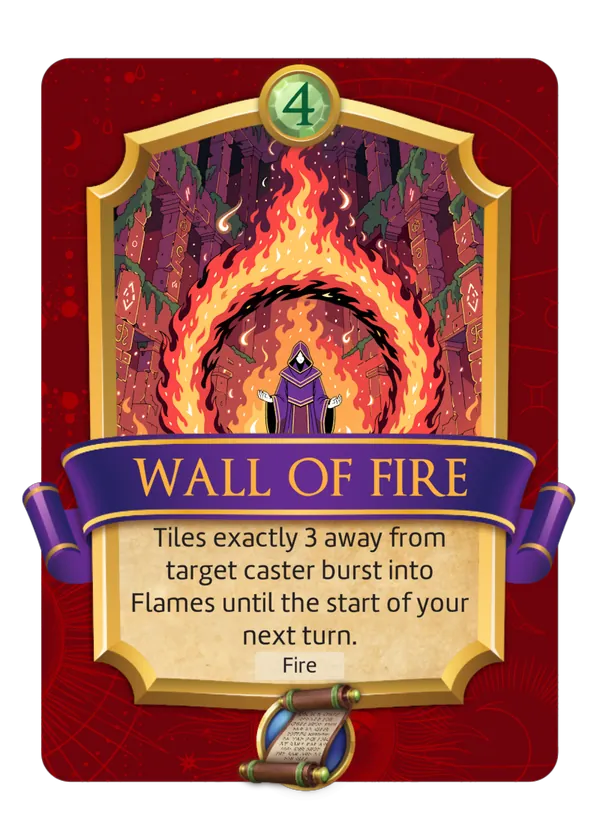 4
WALL OF FIRE
Tiles exactly 3 away from
target caster burst into
Flames until the start of your
next turn.
Fire